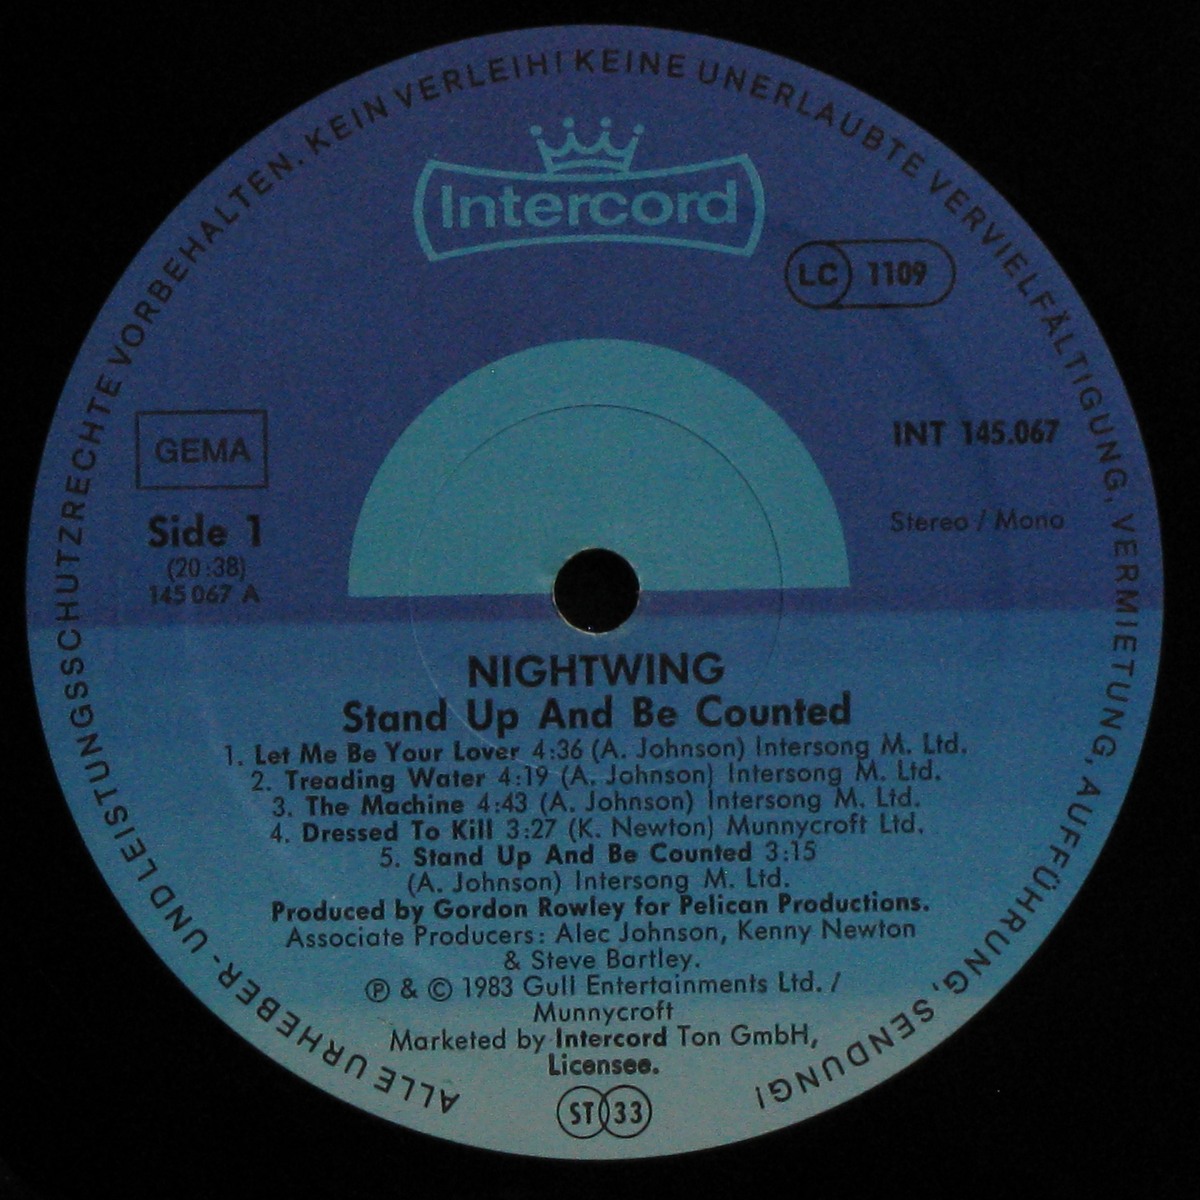 ALLE URHEBER- UND LEISTUNGSSCHUTZRECHTE VORBEHALTEN. KEIN VERLEIH! KEINE UNERLAUBTE VERVIELFÄLTIGUNG, VERMIETUNG, AUFFÜHRUNG, SENDUNG!
Intercord
LC 1109
GEMA
INT 145.067
Side 1
Stereo / Mono
(20:38)
145 067 A
NIGHTWING
Stand Up And Be Counted
1. Let Me Be Your Lover 4:36 (A. Johnson) Intersong M. Ltd.
2. Treading Water 4:19 (A. Johnson) Intersong M. Ltd.
3. The Machine 4:43 (A. Johnson) Intersong M. Ltd.
4. Dressed To Kill 3:27 (K. Newton) Munnycroft Ltd.
5. Stand Up And Be Counted 3:15
(A. Johnson) Intersong M. Ltd.
Produced by Gordon Rowley for Pelican Productions.
Associate Producers: Alec Johnson, Kenny Newton
& Steve Bartley.
℗ & © 1983 Gull Entertainments Ltd. /
Munnycroft
Marketed by Intercord Ton GmbH,
Licensee.
ST 33